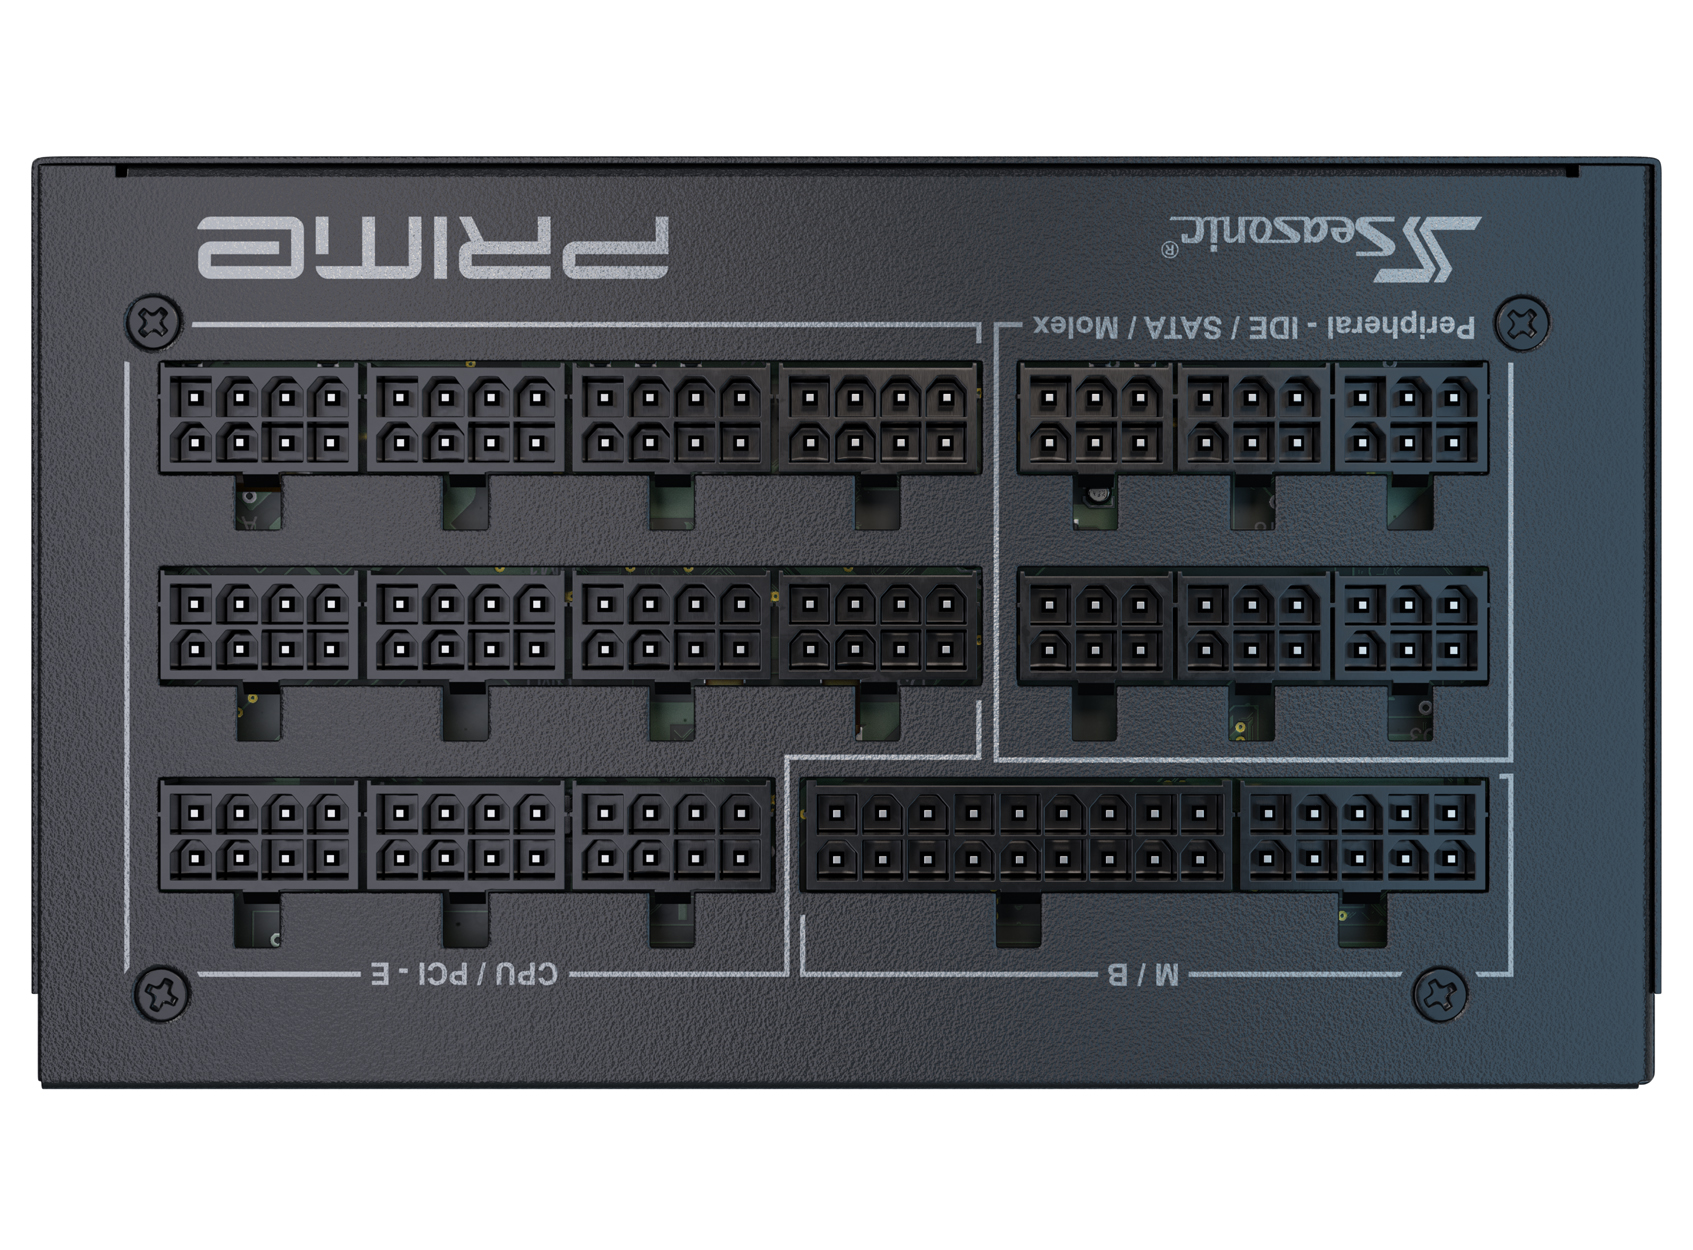 Seasonic®
PRIME
Peripheral - IDE / SATA / Molex
M / B
CPU / PCI - E